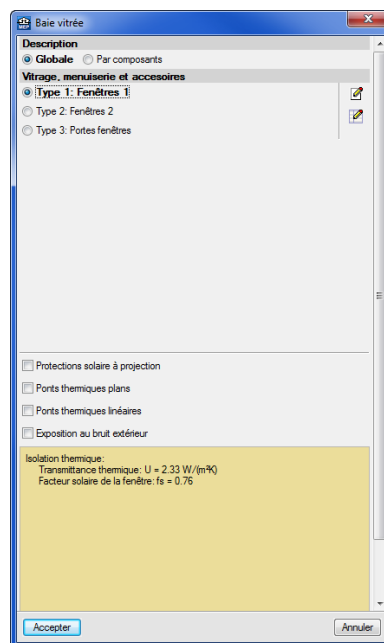 Baie vitrée
Description
Globale Par composants
Vitrage, menuiserie et accesoires
Type 1: Fenêtres 1
Type 2: Fenêtres 2
Type 3: Portes fenêtres
Protections solaire à projection
Ponts thermiques plans
Ponts thermiques linéaires
Exposition au bruit extérieur
Isolation thermique:
Transmittance thermique: U = 2.33 W/(m²K)
Facteur solaire de la fenêtre: fs = 0.76
Accepter Annuler